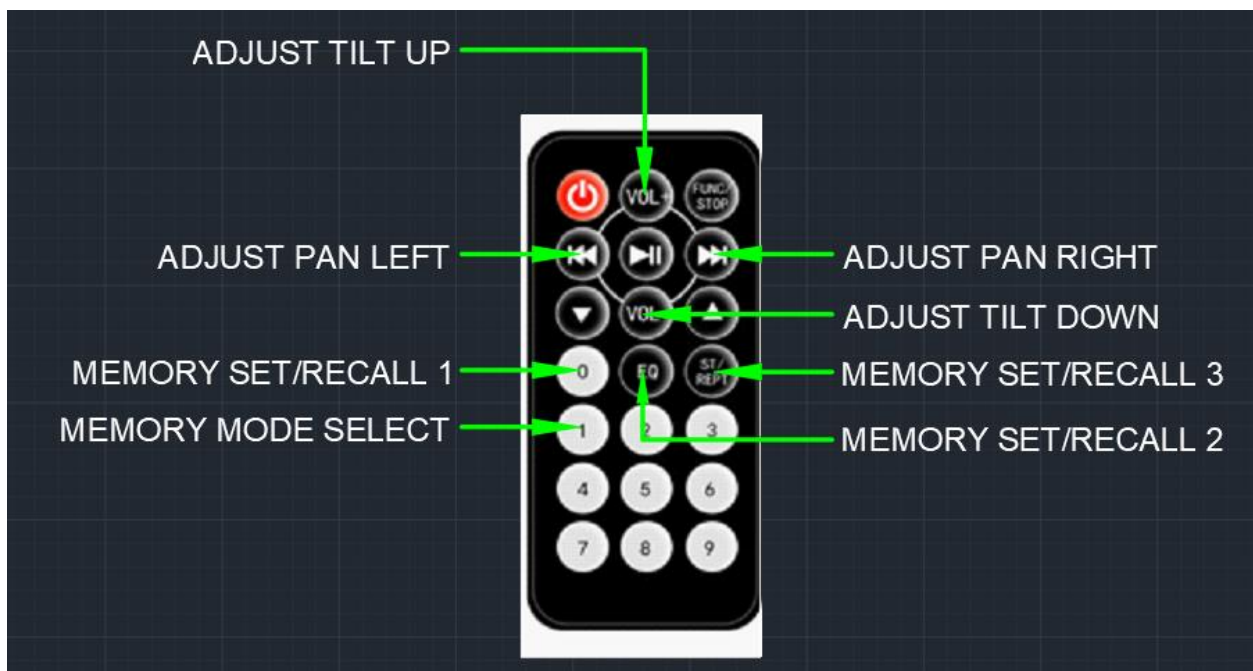 ADJUST TILT UP
VOL+
FUNC/
STOP
ADJUST PAN LEFT
ADJUST PAN RIGHT
VOL
ADJUST TILT DOWN
MEMORY SET/RECALL 1
0
EQ
ST/
REPT
MEMORY SET/RECALL 3
MEMORY MODE SELECT
1
2
3
MEMORY SET/RECALL 2
4
5
6
7
8
9